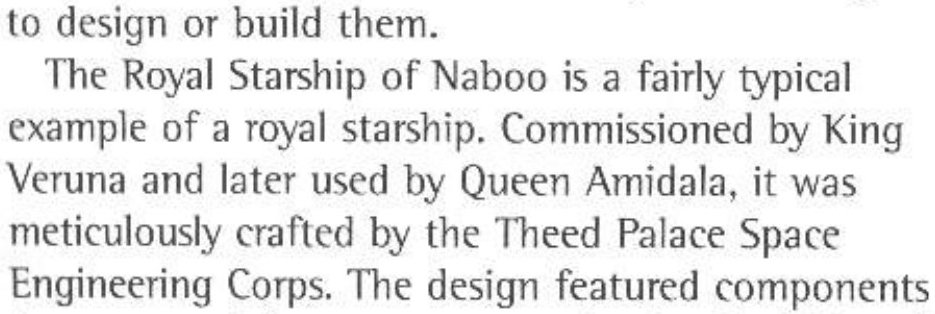 to design or build them.
The Royal Starship of Naboo is a fairly typical
example of a royal starship. Commissioned by King
Veruna and later used by Queen Amidala, it was
meticulously crafted by the Theed Palace Space
Engineering Corps. The design featured components